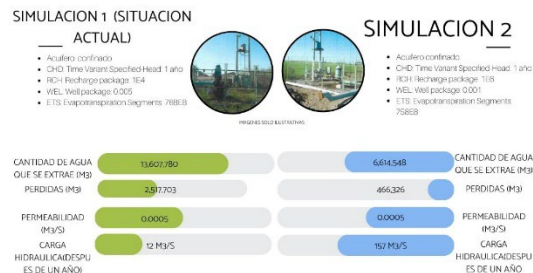 SIMULACION 1 (SITUACION
ACTUAL)
• Acuifero: confinado
• CHD: Time Variant Specified Head: 1 año
• RCH: Recharge package: 1E4
• WEL: Well package: 0.005
• ETS: Evapotranspiration Segments:
SIMULACION 2
• Acuifero: confinado
• CHD: Time Variant Specified Head: 1 año
• RCH: Recharge package:
• WEL: Well package: 0.001
• ETS: Evapotranspiration Segments:
IMAGENES SOLO ILUSTRATIVAS
CANTIDAD DE AGUA
QUE SE EXTRAE (M3)
13,607,780
PERDIDAS (M3)
2,517,703
PERMEABILIDAD
(M3/S)
0.0005
CARGA
HIDRAULICA(DESPU
ES DE UN AÑO)
12 M3/S
6,614,548
CANTIDAD DE AGUA
QUE SE EXTRAE (M3)
466,326
PERDIDAS (M3)
0.0005
PERMEABILIDAD
(M3/S)
157 M3/S
CARGA
HIDRAULICA(DESPU
ES DE UN AÑO